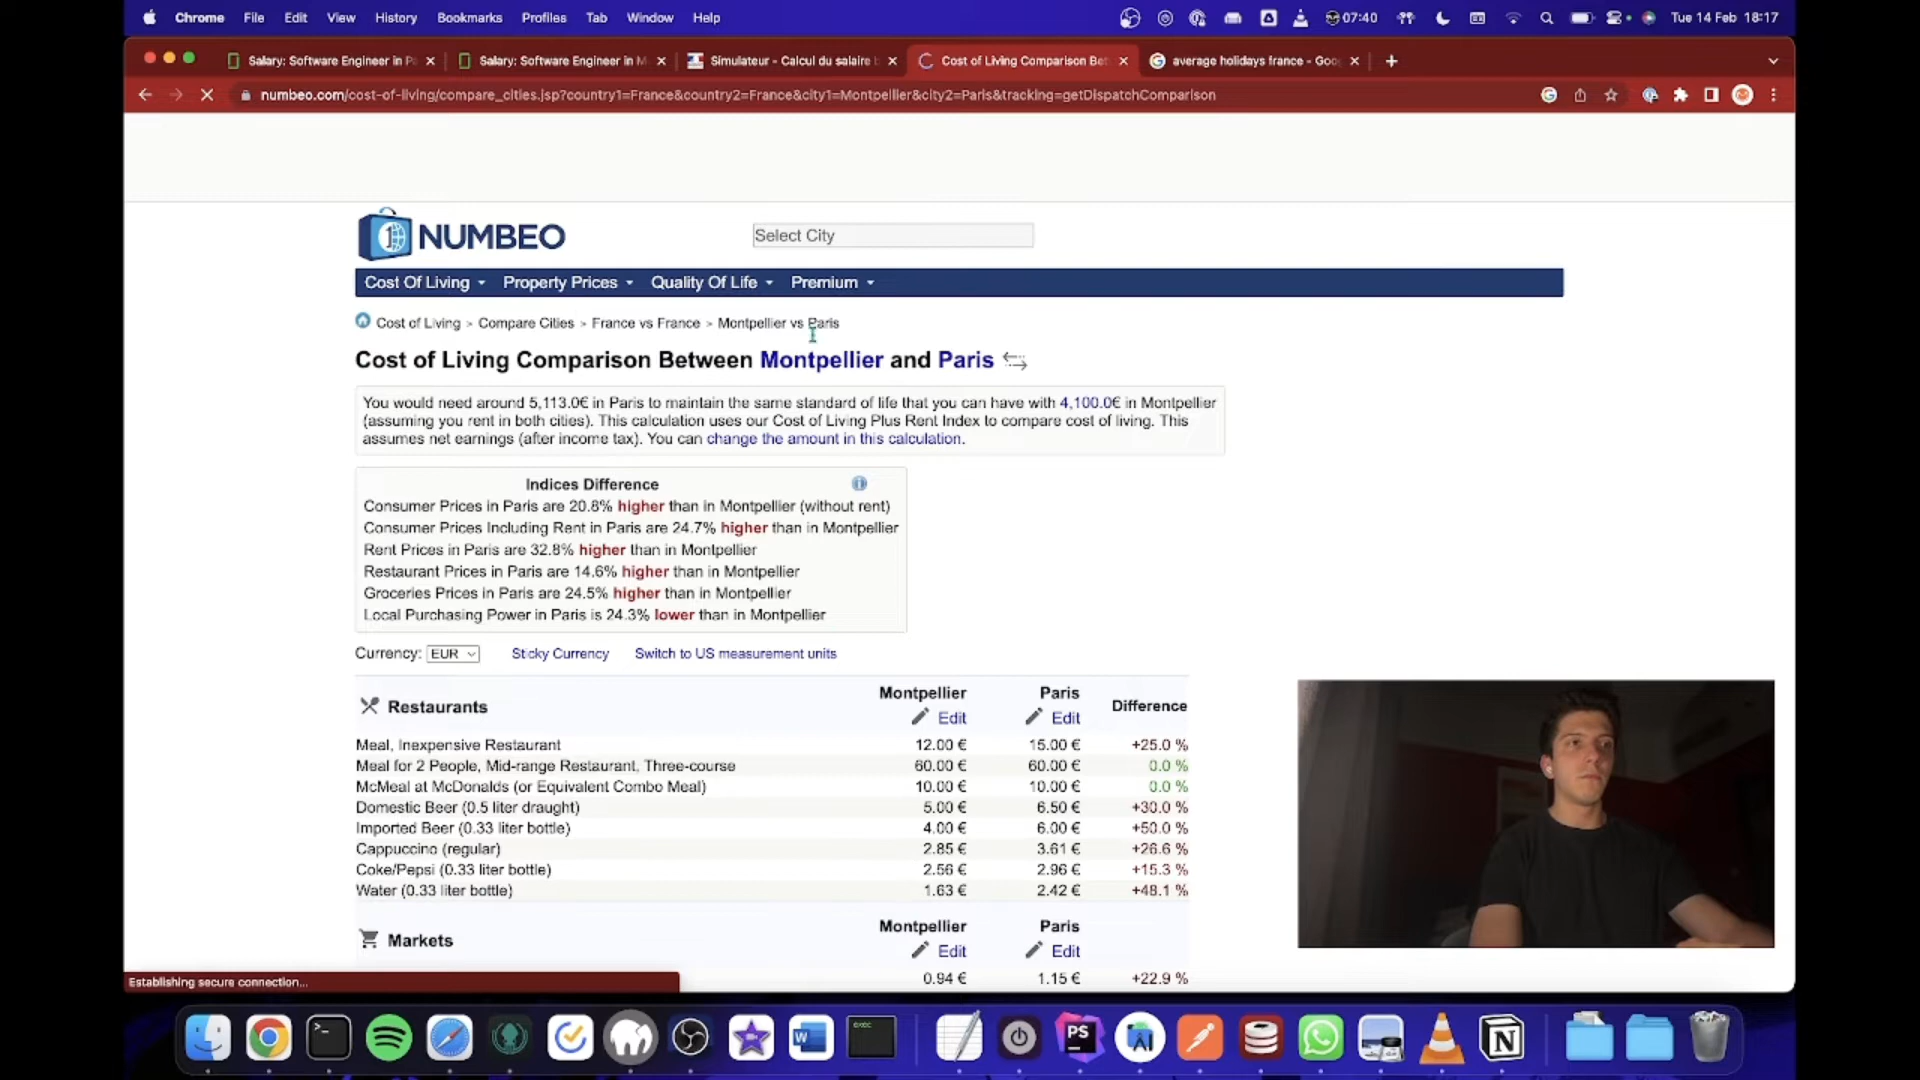 Chrome File Edit View History Bookmarks Profiles Tab Window Help 07:40 Tue 14 Feb 18:17
Salary: Software Engineer in P Salary: Software Engineer in M Simulateur - Calcul du salaire Cost of Living Comparison Bet average holidays france - Goo
numbeo.com/cost-of-living/compare_cities.jsp?country1=France&country2=France&city1=Montpellier&city2=Paris&tracking=getDispatchComparison
NUMBEO
Select City
Cost Of Living Property Prices Quality Of Life Premium
Cost of Living > Compare Cities > France vs France > Montpellier vs Paris
Cost of Living Comparison Between Montpellier and Paris
You would need around 5,113.0€ in Paris to maintain the same standard of life that you can have with 4,100.0€ in Montpellier
(assuming you rent in both cities). This calculation uses our Cost of Living Plus Rent Index to compare cost of living. This
assumes net earnings (after income tax). You can change the amount in this calculation.
Indices Difference
Consumer Prices in Paris are 20.8% higher than in Montpellier (without rent)
Consumer Prices Including Rent in Paris are 24.7% higher than in Montpellier
Rent Prices in Paris are 32.8% higher than in Montpellier
Restaurant Prices in Paris are 14.6% higher than in Montpellier
Groceries Prices in Paris are 24.5% higher than in Montpellier
Local Purchasing Power in Paris is 24.3% lower than in Montpellier
Currency: EUR Sticky Currency Switch to US measurement units
Restaurants Montpellier Paris Difference
Edit Edit
Meal, Inexpensive Restaurant 12.00 € 15.00 € +25.0 %
Meal for 2 People, Mid-range Restaurant, Three-course 60.00 € 60.00 € 0.0 %
McMeal at McDonalds (or Equivalent Combo Meal) 10.00 € 10.00 € 0.0 %
Domestic Beer (0.5 liter draught) 5.00 € 6.50 € +30.0 %
Imported Beer (0.33 liter bottle) 4.00 € 6.00 € +50.0 %
Cappuccino (regular) 2.85 € 3.61 € +26.6 %
Coke/Pepsi (0.33 liter bottle) 2.56 € 2.96 € +15.3 %
Water (0.33 liter bottle) 1.63 € 2.42 € +48.1 %
Markets Montpellier Paris
Edit Edit
0.94 € 1.15 € +22.9 %
Establishing secure connection...